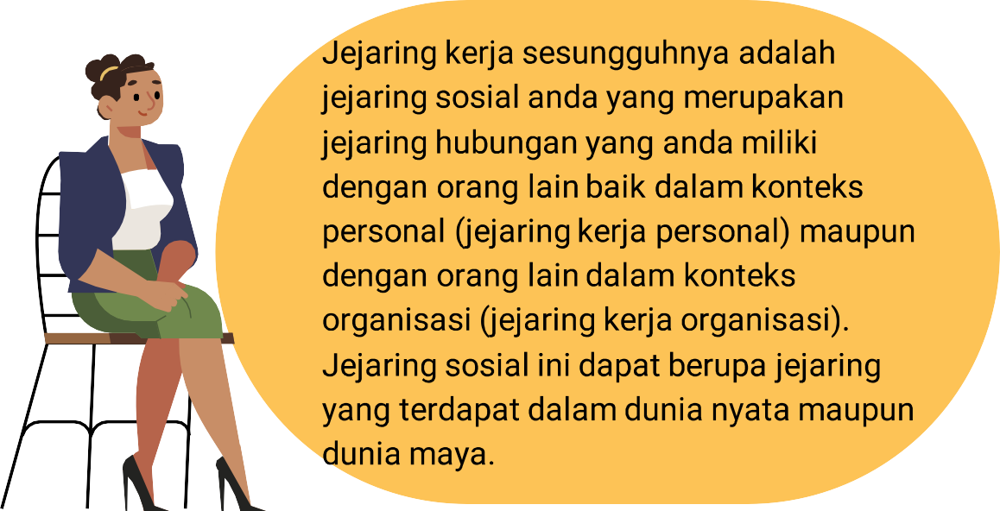 Jejaring kerja sesungguhnya adalah
jejaring sosial anda yang merupakan
jejaring hubungan yang anda miliki
dengan orang lain baik dalam konteks
personal (jejaring kerja personal) maupun
dengan orang lain dalam konteks
organisasi (jejaring kerja organisasi).
Jejaring sosial ini dapat berupa jejaring
yang terdapat dalam dunia nyata maupun
dunia maya.